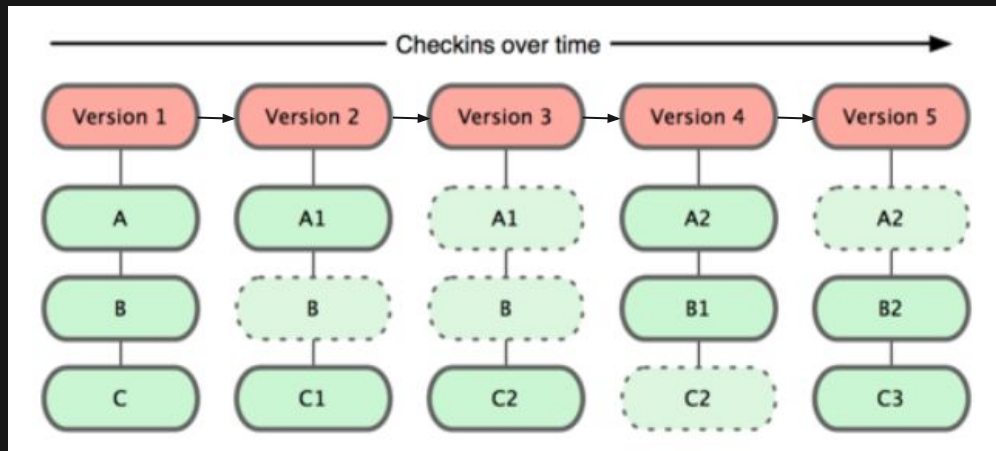 Checkins over time
Version 1 Version 2 Version 3 Version 4 Version 5
A A1 A1 A2 A2
B B B B1 B2
C C1 C2 C2 C3